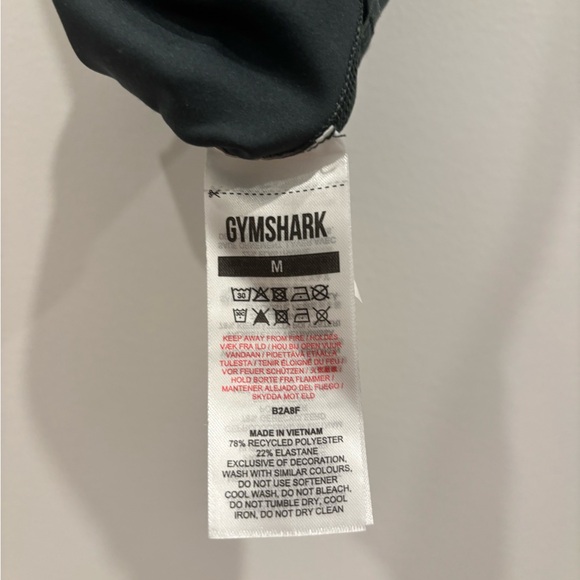 GYMSHARK
M
30
KEEP AWAY FROM FIRE / HOLDES
VÆK FRA ILD / HOU BIJ OPEN VUUR
VANDAAN / PIDETTÄVÄ ETÄÄLLÄ
TULESTA / TENIR ÉLOIGNÉ DU FEU /
VOR FEUER SCHÜTZEN /
HOLD BORTE FRA FLAMMER /
MANTENER ALEJADO DEL FUEGO /
SKYDDA MOT ELD
B2A8F
MADE IN VIETNAM
78% RECYCLED POLYESTER
22% ELASTANE
EXCLUSIVE OF DECORATION.
WASH WITH SIMILAR COLOURS,
DO NOT USE SOFTENER
COOL WASH, DO NOT BLEACH,
DO NOT TUMBLE DRY, COOL
IRON, DO NOT DRY CLEAN